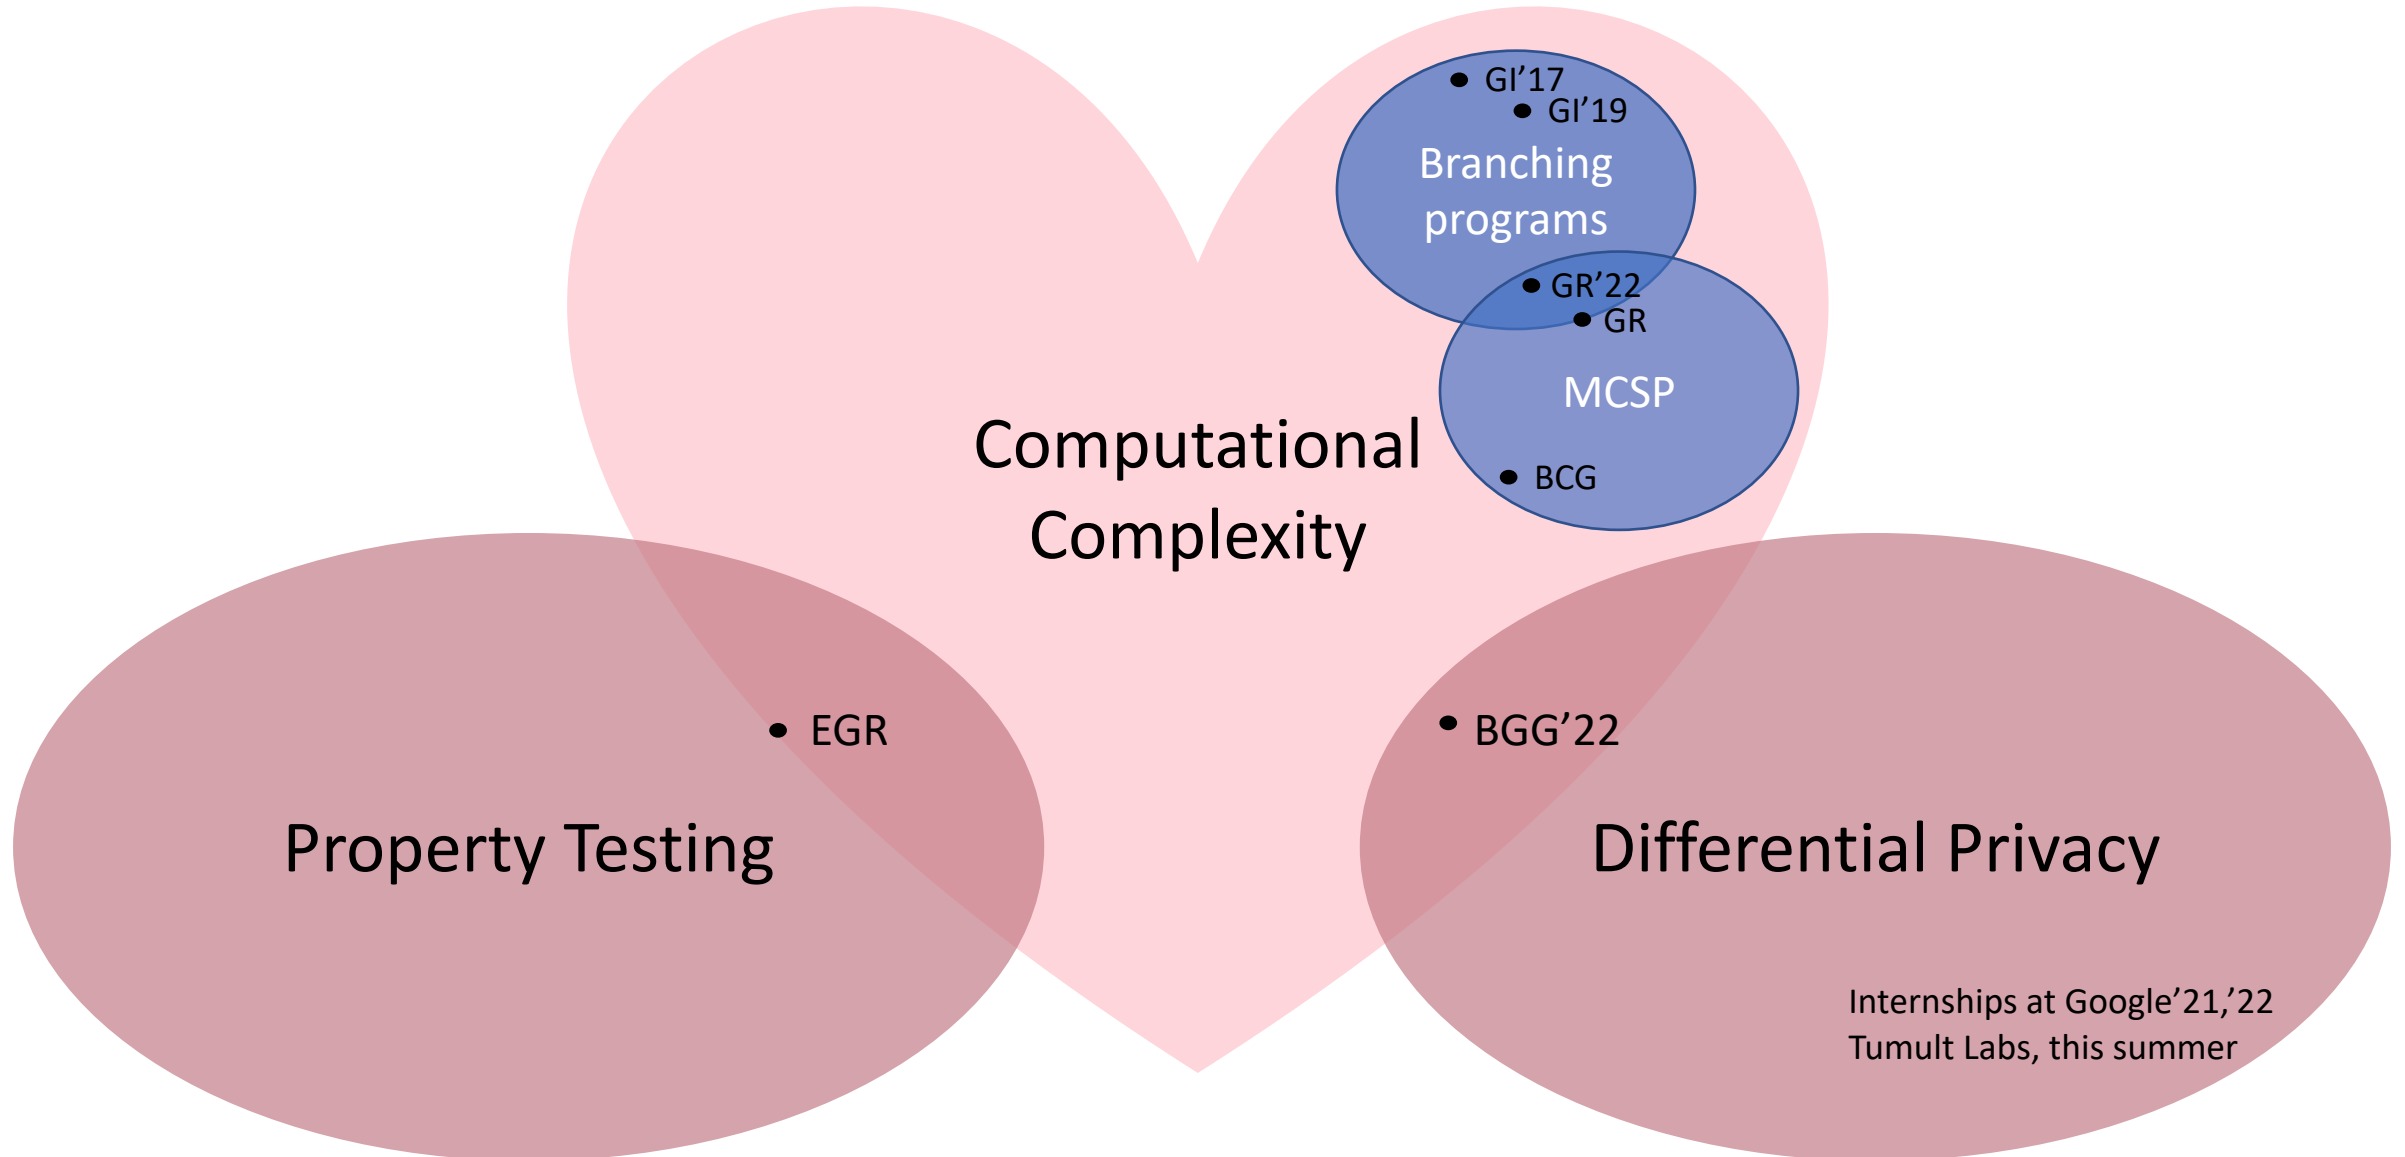 GI’17
GI’19
Branching
programs
GR’22
GR
MCSP
BCG
Computational
Complexity
EGR
BGG’22
Property Testing
Differential Privacy
Internships at Google’21,’22
Tumult Labs, this summer